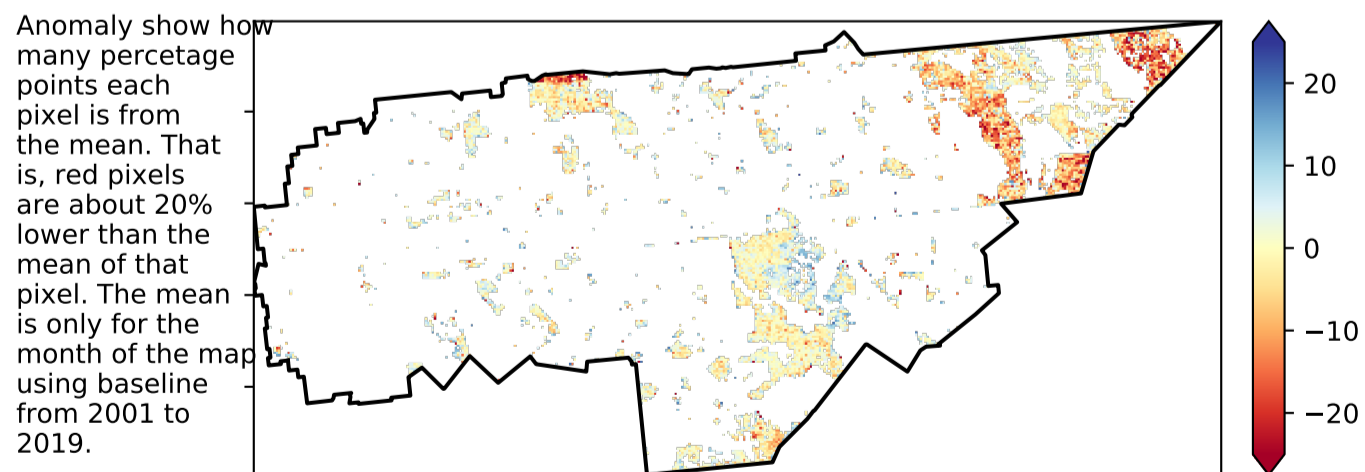 Anomaly show how
many percetage
points each
pixel is from
the mean. That
is, red pixels
are about 20%
lower than the
mean of that
pixel. The mean
is only for the
month of the map
using baseline
from 2001 to
2019.
20
10
0
−10
−20